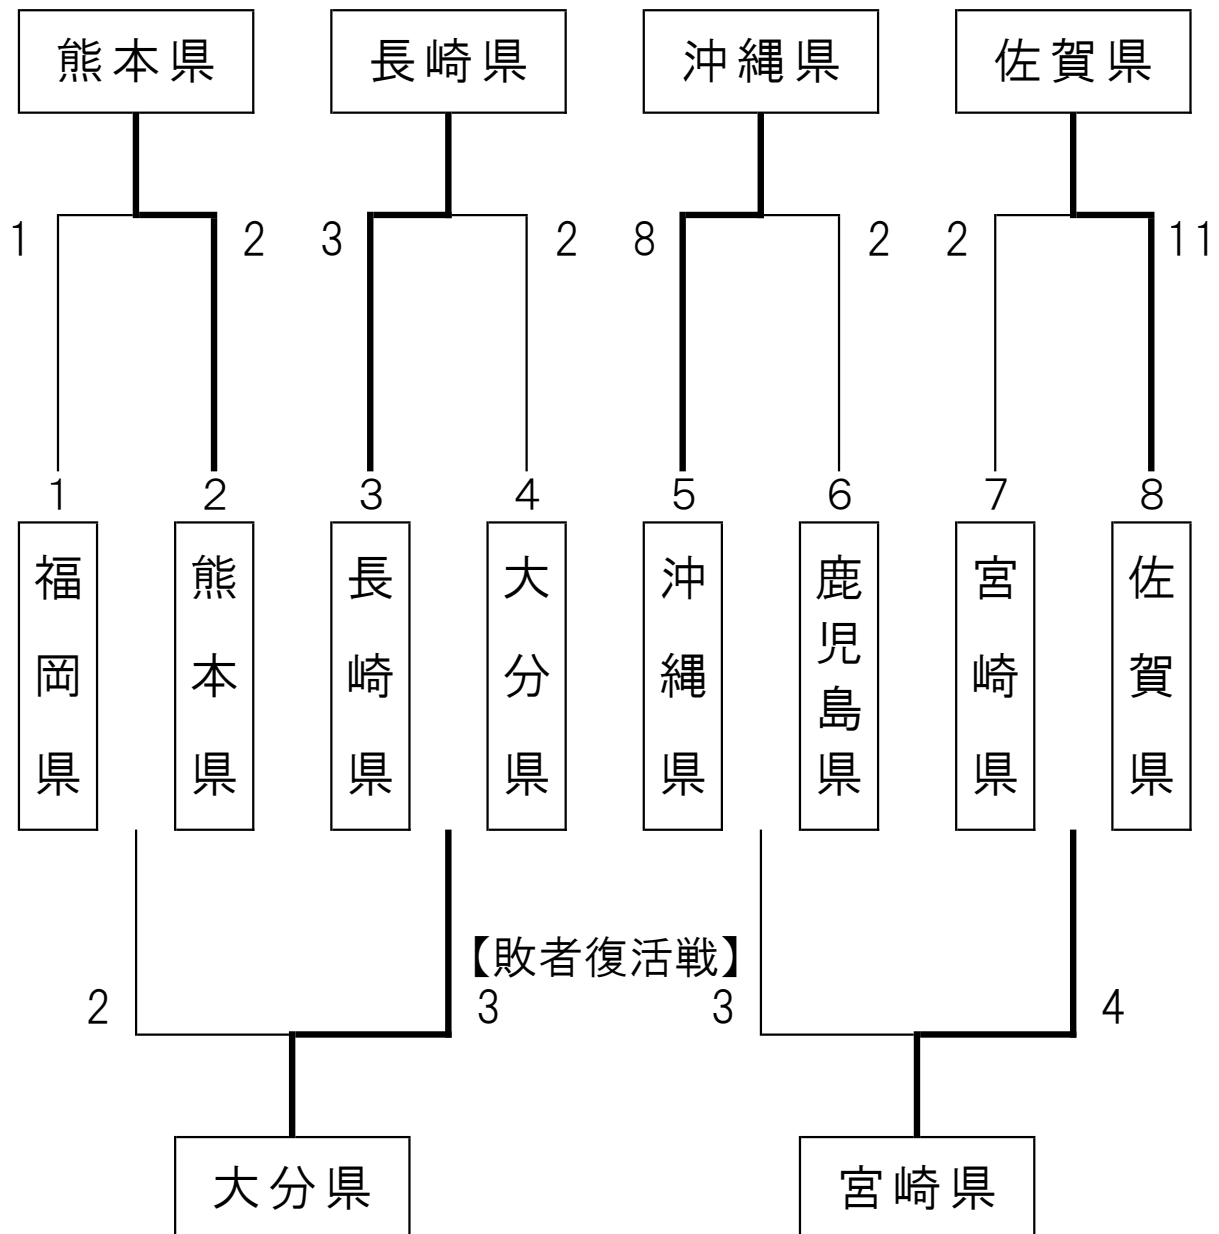 熊本県 長崎県 沖縄県 佐賀県
1 2 3 2 8 2 2 11
1 2 3 4 5 6 7 8
福岡県
熊本県
長崎県
大分県
沖縄県
鹿児島県
宮崎県
佐賀県
【敗者復活戦】
2 3 3 4
大分県 宮崎県